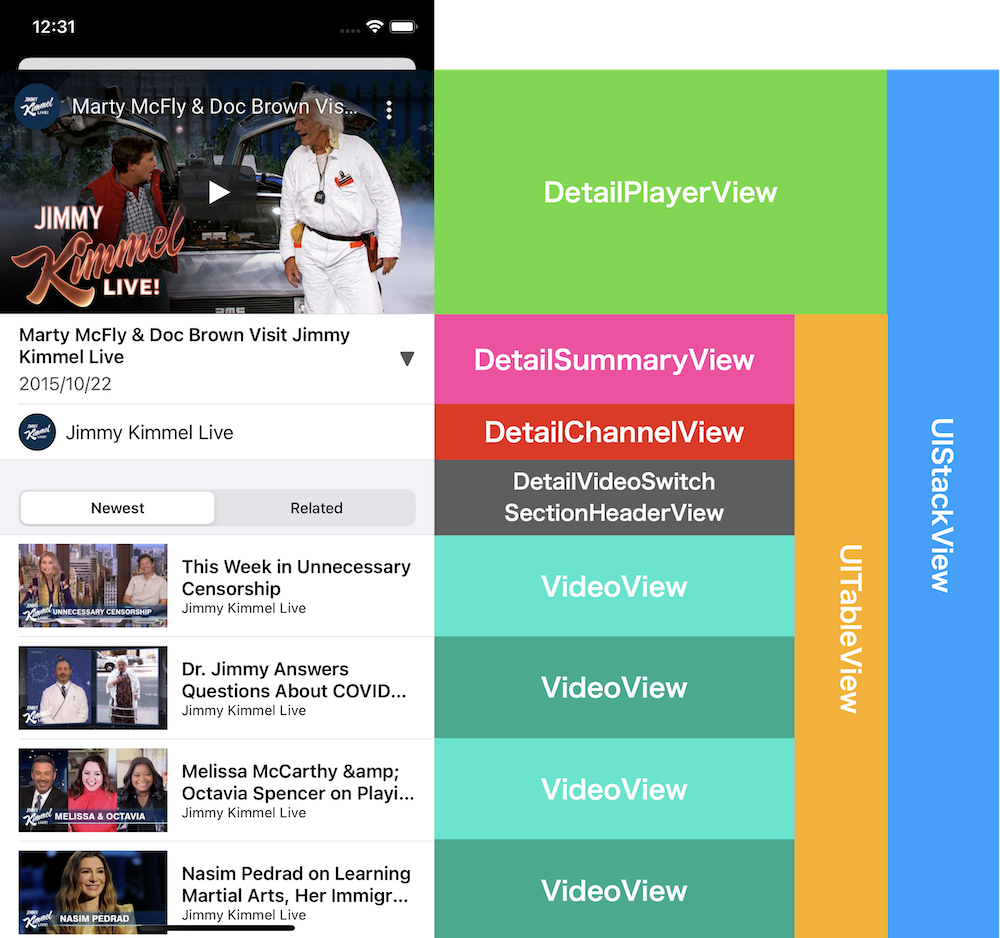 12:31
Marty McFly & Doc Brown Vis...
JIMMY
Kimmel
LIVE!
Marty McFly & Doc Brown Visit Jimmy
Kimmel Live
2015/10/22
Jimmy Kimmel Live
Newest
Related
UNNECESSARY CENSORSHIP
This Week in Unnecessary
Censorship
Jimmy Kimmel Live
Dr. Jimmy Answers
Questions About COVID...
Jimmy Kimmel Live
MELISSA & OCTAVIA
Melissa McCarthy &amp;
Octavia Spencer on Playi...
Jimmy Kimmel Live
NASIM PEDRAD
Nasim Pedrad on Learning
Martial Arts, Her Immigr...
Jimmy Kimmel Live
DetailPlayerView
DetailSummaryView
DetailChannelView
DetailVideoSwitch
SectionHeaderView
VideoView
VideoView
VideoView
VideoView
UITableView
UIStackView